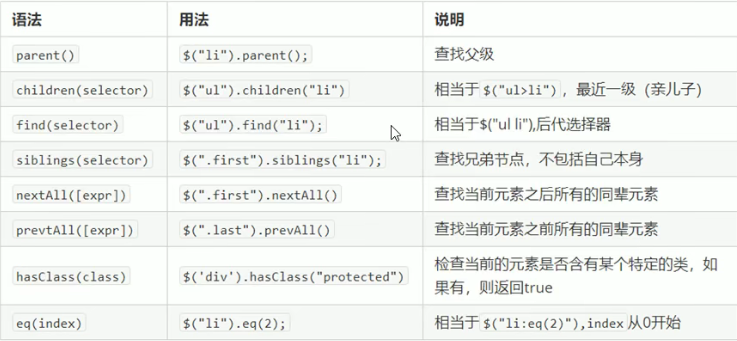 语法 用法 说明
parent() $("li").parent(); 查找父级
children(selector) $("ul").children("li") 相当于$("ul>li")，最近一级（亲儿子）
find(selector) $("ul").find("li"); 相当于$("ul li"),后代选择器
siblings(selector) $(".first").siblings("li"); 查找兄弟节点，不包括自己本身
nextAll([expr]) $(".first").nextAll() 查找当前元素之后所有的同辈元素
prevtAll([expr]) $(".last").prevAll() 查找当前元素之前所有的同辈元素
hasClass(class) $('div').hasClass("protected") 检查当前的元素是否含有某个特定的类，如
果有，则返回true
eq(index) $("li").eq(2); 相当于$("li:eq(2)"),index从0开始